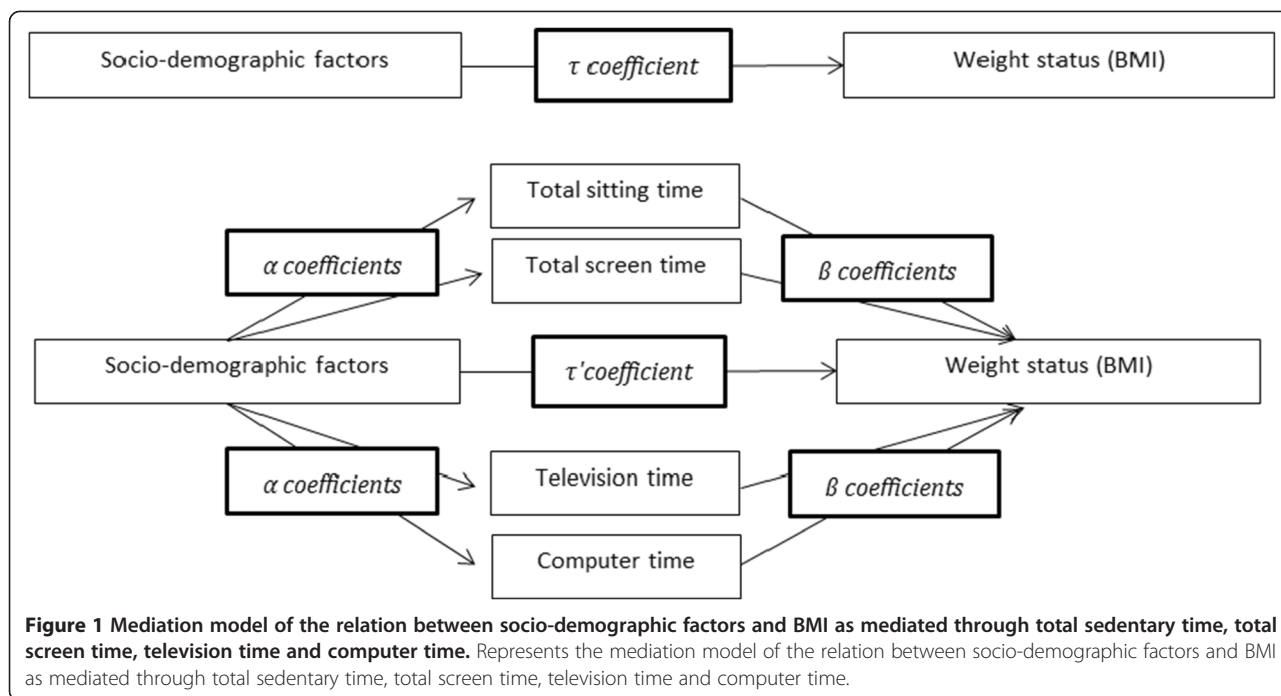 Socio-demographic factors
τ coefficient
Weight status (BMI)
Total sitting time
α coefficients
Total screen time
ß coefficients
Socio-demographic factors
τ'coefficient
Weight status (BMI)
α coefficients
Television time
ß coefficients
Computer time
Figure 1 Mediation model of the relation between socio-demographic factors and BMI as mediated through total sedentary time, total
screen time, television time and computer time. Represents the mediation model of the relation between socio-demographic factors and BMI
as mediated through total sedentary time, total screen time, television time and computer time.